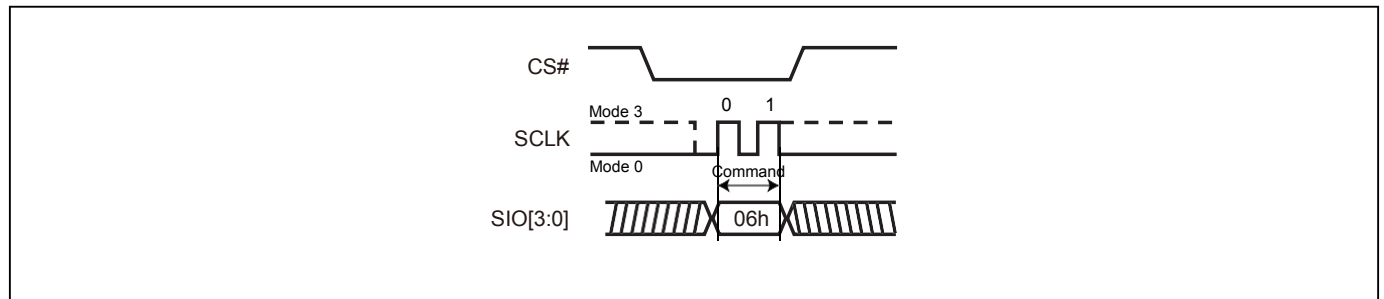 CS#
Mode 3
0 1
SCLK
Mode 0
Command
SIO[3:0]
06h